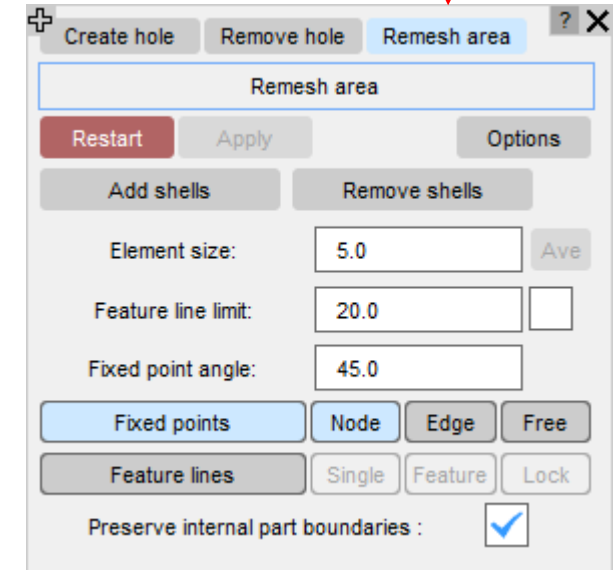 Create hole Remove hole Remesh area ?
Remesh area
Restart Apply Options
Add shells Remove shells
Element size: 5.0 Ave
Feature line limit: 20.0
Fixed point angle: 45.0
Fixed points Node Edge Free
Feature lines Single Feature Lock
Preserve internal part boundaries :